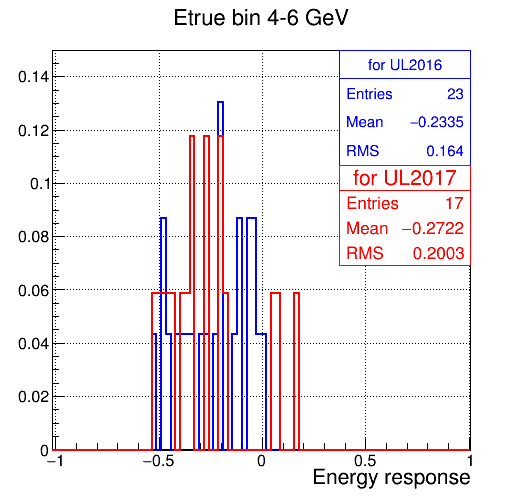 Etrue bin 4-6 GeV
for UL2016
Entries 23
Mean −0.2335
RMS 0.164
for UL2017
Entries 17
Mean −0.2722
RMS 0.2003
0.14
0.12
0.1
0.08
0.06
0.04
0.02
0
−1 −0.5 0 0.5 1
Energy response